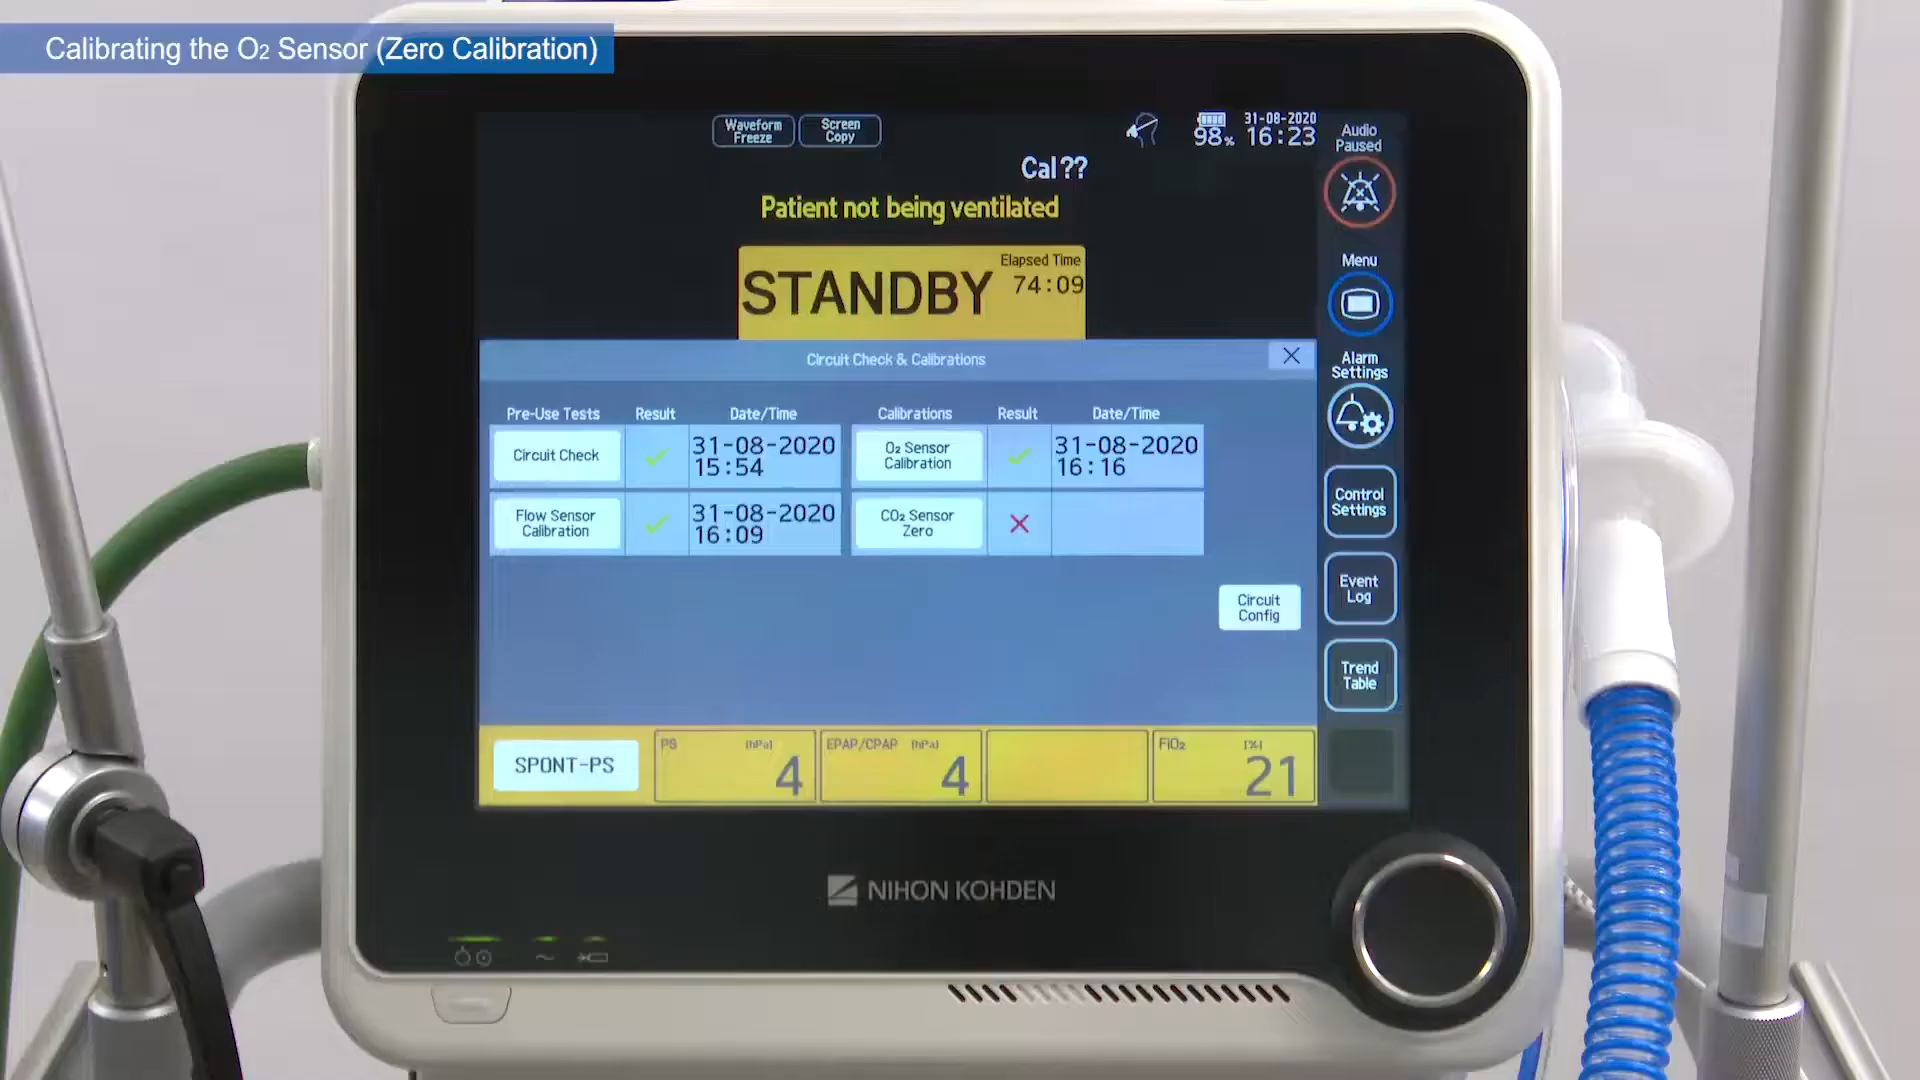 Calibrating the O2 Sensor (Zero Calibration)
Waveform
Freeze
Screen
Copy
98%
31-08-2020
16:23
Audio
Paused
Cal??
Patient not being ventilated
STANDBY
Elapsed Time
74:09
Menu
Circuit Check & Calibrations
Alarm
Settings
Pre-Use Tests Result Date/Time Calibrations Result Date/Time
Circuit Check
31-08-2020
15:54
O2 Sensor
Calibration
31-08-2020
16:16
Flow Sensor
Calibration
31-08-2020
16:09
CO2 Sensor
Zero
Control
Settings
Event
Log
Circuit
Config
Trend
Table
SPONT-PS
PS [hPa]
4
EPAP/CPAP [hPa]
4
FiO2 [%]
21
NIHON KOHDEN